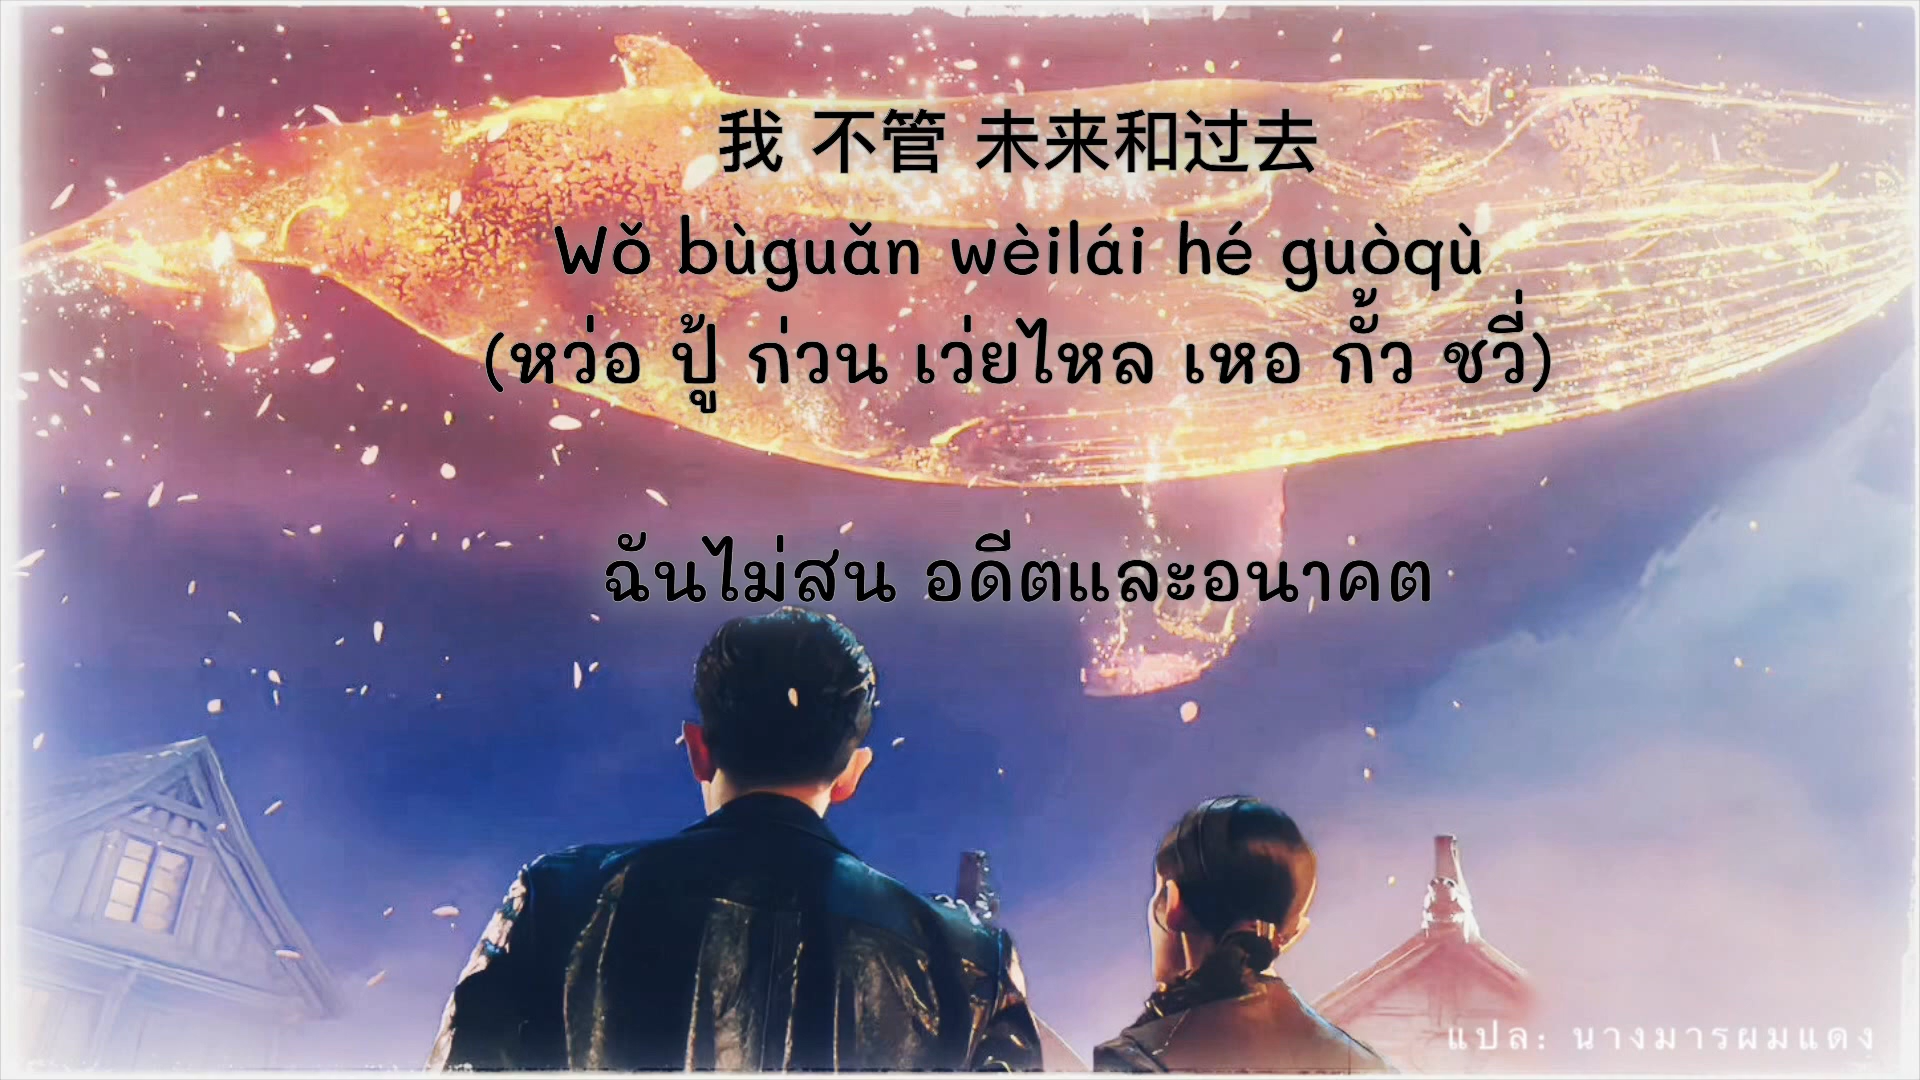 我 不管 未来和过去
Wǒ bùguǎn wèilái hé guòqù
(หว่อ ปู้ ก่วน เว่ยไหล เหอ กั้ว ชวี่)
ฉันไม่สน อดีตและอนาคต
แปล: นางมารผมแดง